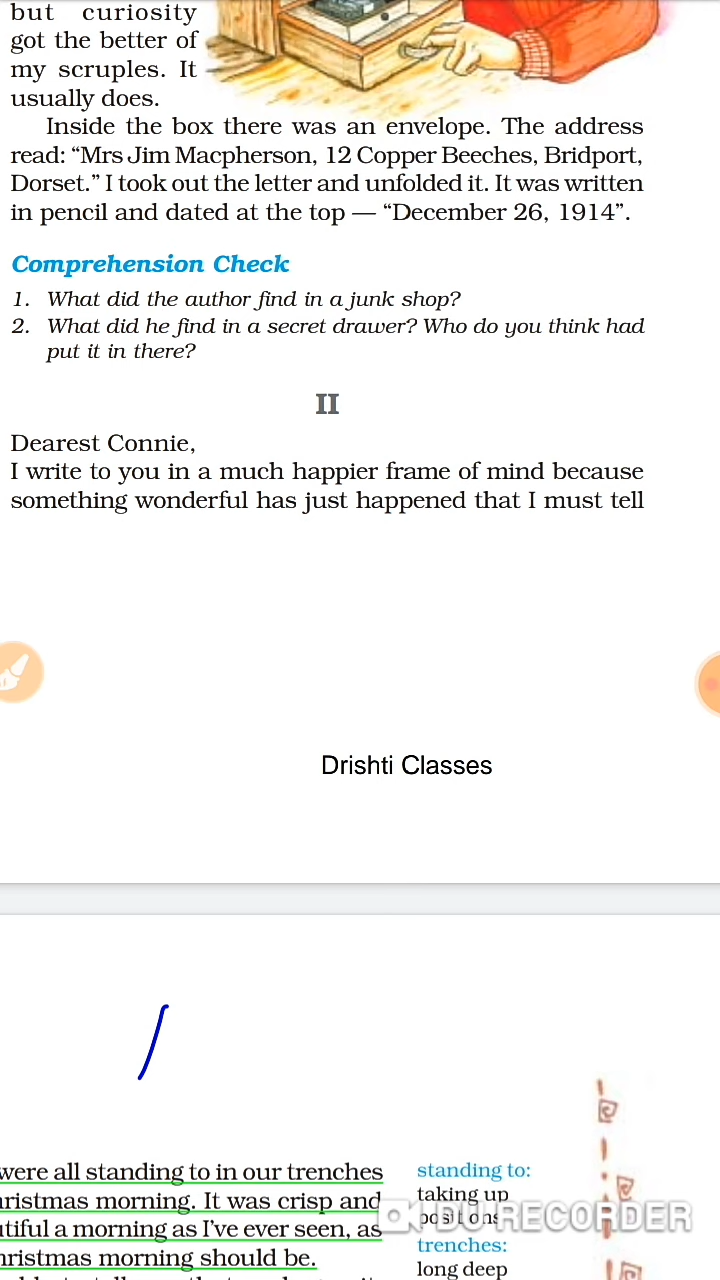 but curiosity
got the better of
my scruples. It
usually does.
Inside the box there was an envelope. The address
read: “Mrs Jim Macpherson, 12 Copper Beeches, Bridport,
Dorset.” I took out the letter and unfolded it. It was written
in pencil and dated at the top — “December 26, 1914”.
Comprehension Check
1. What did the author find in a junk shop?
2. What did he find in a secret drawer? Who do you think had
put it in there?
II
Dearest Connie,
I write to you in a much happier frame of mind because
something wonderful has just happened that I must tell
Drishti Classes
were all standing to in our trenches
morning. It was crisp and
a morning as I’ve ever seen, as
morning should be.
standing to:
taking up
positions
trenches:
long deep
DU RECORDER